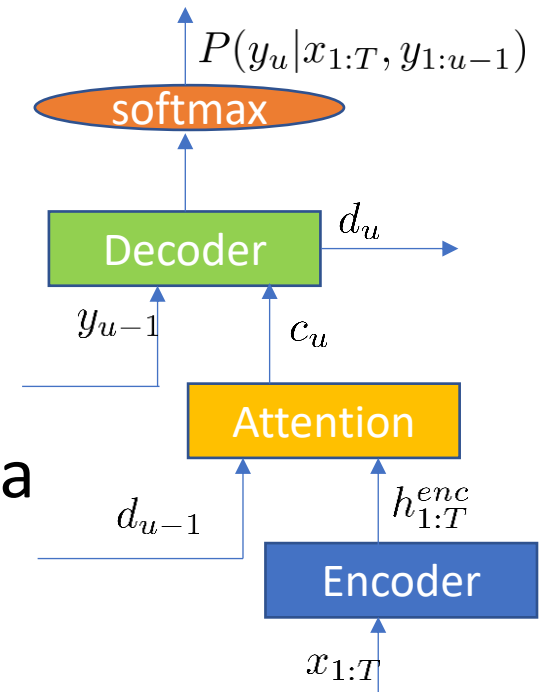 P(y_u|x_{1:T}, y_{1:u-1})
softmax
d_u
Decoder
y_{u-1}
c_u
Attention
a
d_{u-1}
h_{1:T}^{enc}
Encoder
x_{1:T}